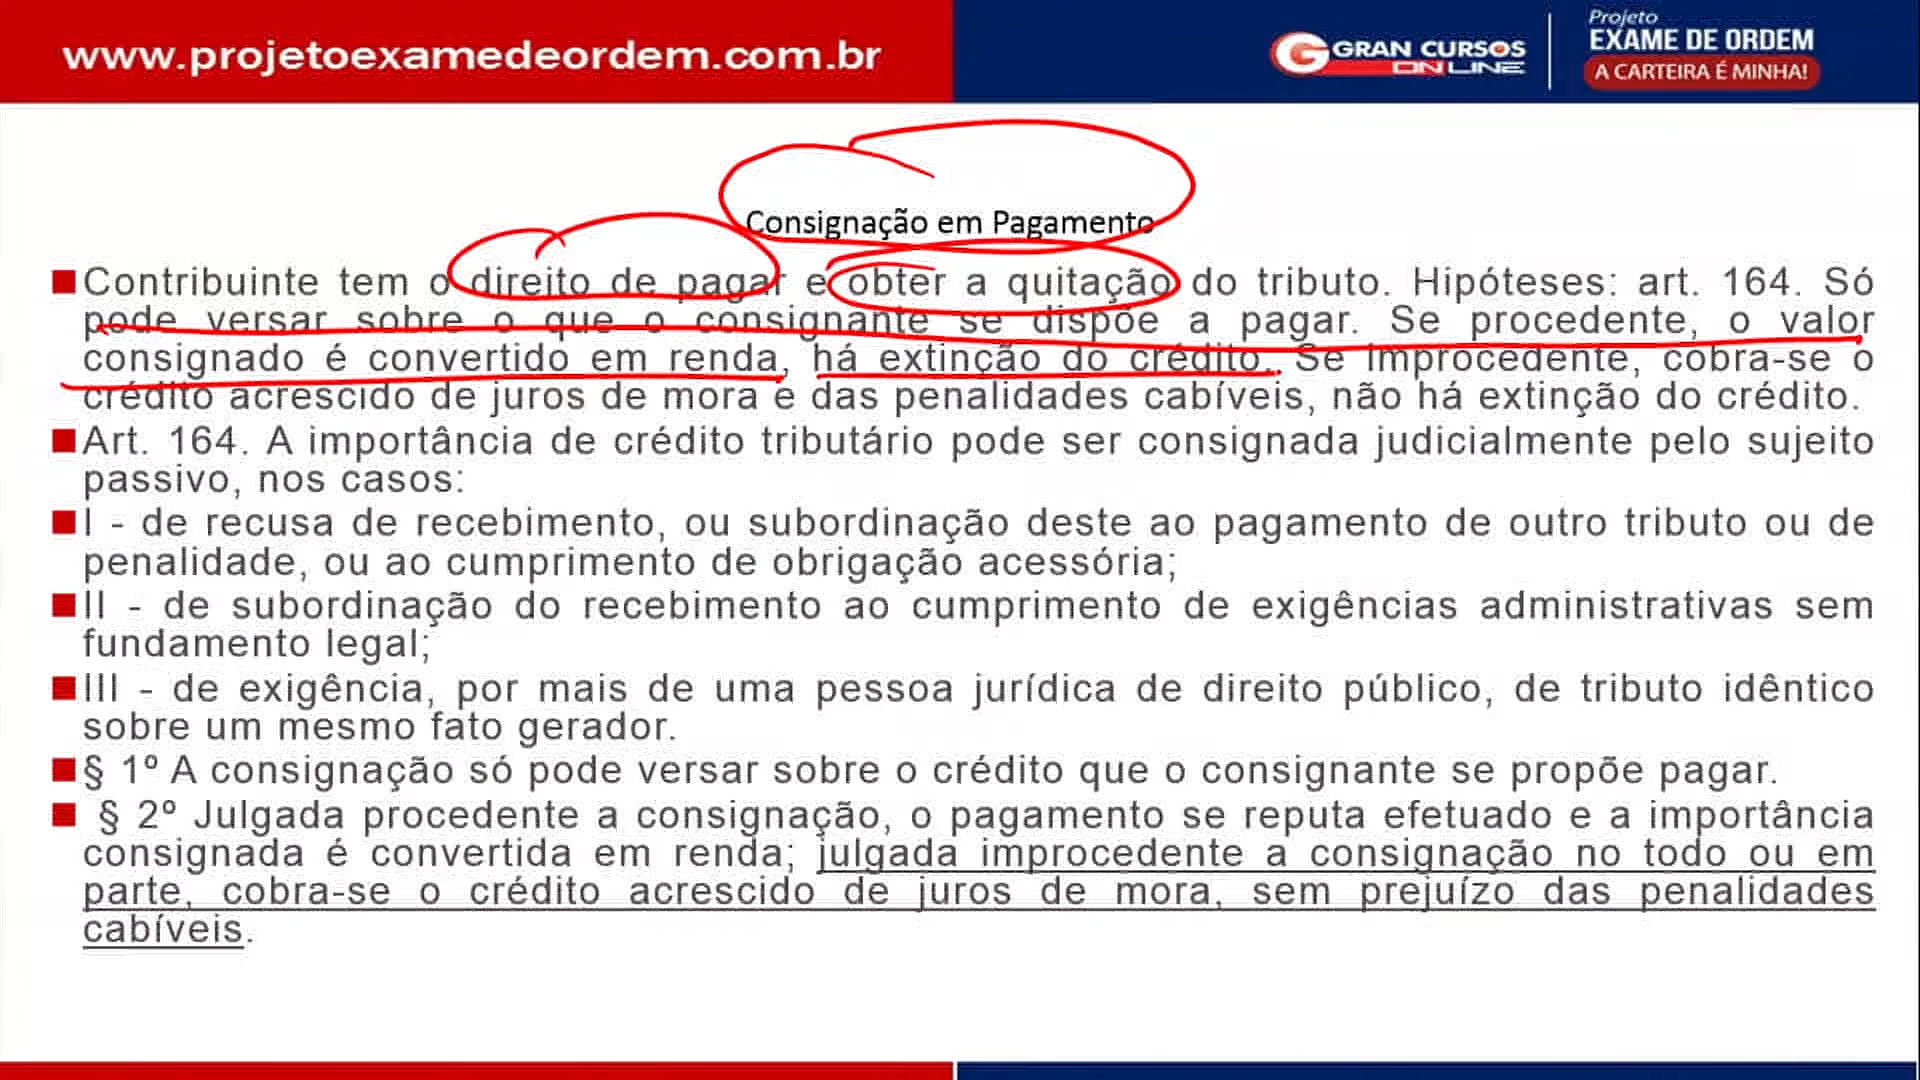 www.projetoexamedeordem.com.br
GRAN CURSOS
ONLINE
Projeto
EXAME DE ORDEM
A CARTEIRA É MINHA!
Consignação em Pagamento
Contribuinte tem o direito de pagar e obter a quitação do tributo. Hipóteses: art. 164. Só
pode versar sobre o que o consignante se dispõe a pagar. Se procedente, o valor
consignado é convertido em renda, há extinção do crédito. Se improcedente, cobra-se o
crédito acrescido de juros de mora e das penalidades cabíveis, não há extinção do crédito.
Art. 164. A importância de crédito tributário pode ser consignada judicialmente pelo sujeito
passivo, nos casos:
I - de recusa de recebimento, ou subordinação deste ao pagamento de outro tributo ou de
penalidade, ou ao cumprimento de obrigação acessória;
II - de subordinação do recebimento ao cumprimento de exigências administrativas sem
fundamento legal;
III - de exigência, por mais de uma pessoa jurídica de direito público, de tributo idêntico
sobre um mesmo fato gerador.
§ 1º A consignação só pode versar sobre o crédito que o consignante se propõe pagar.
§ 2º Julgada procedente a consignação, o pagamento se reputa efetuado e a importância
consignada é convertida em renda; julgada improcedente a consignação no todo ou em
parte, cobra-se o crédito acrescido de juros de mora, sem prejuízo das penalidades
cabíveis.